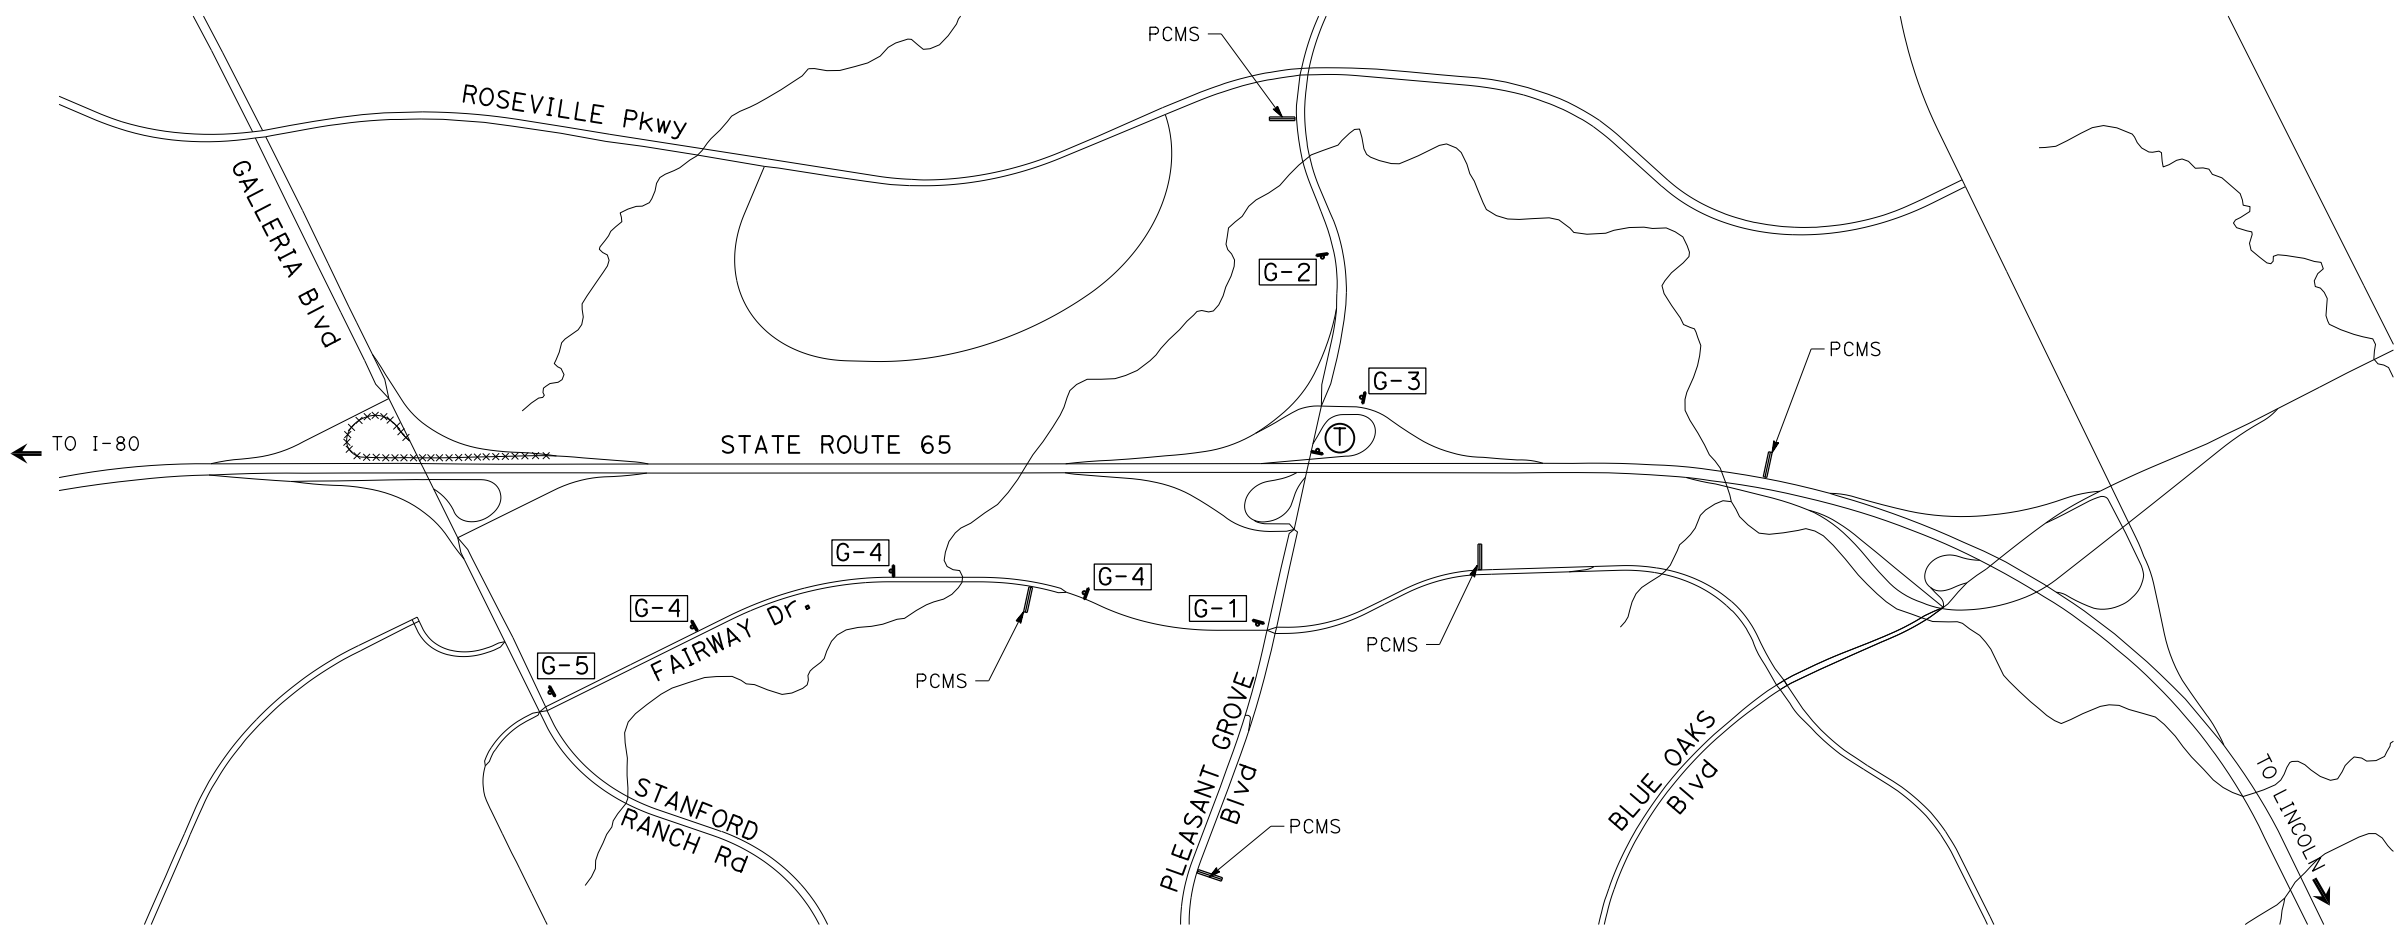 PCMS
ROSEVILLE Pkwy
GALLERIA Blvd
G-2
PCMS
G-3
TO I-80
STATE ROUTE 65
T
G-4
G-4
G-4
G-1
PCMS
G-5
FAIRWAY Dr.
PCMS
PLEASANT GROVE
Blvd
BLUE OAKS
Blvd
TO LINCOLN
STANFORD
RANCH Rd
PCMS